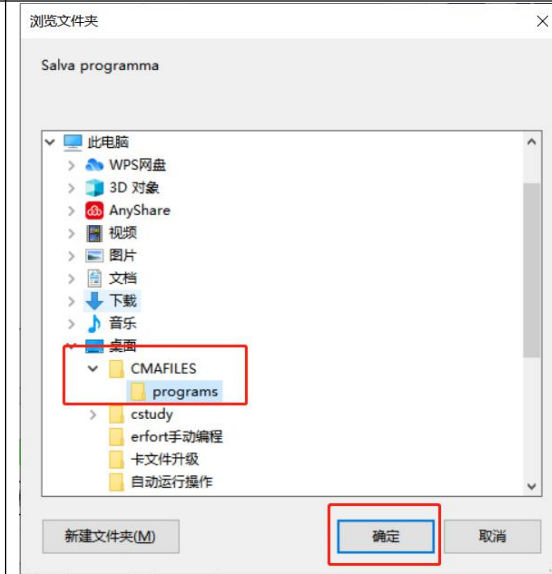 浏览文件夹
Salva programma
此电脑
WPS网盘
3D 对象
AnyShare
视频
图片
文档
下载
音乐
桌面
CMAFILES
programs
cstudy
erfort手动编程
卡文件升级
自动运行操作
新建文件夹(M)
确定
取消